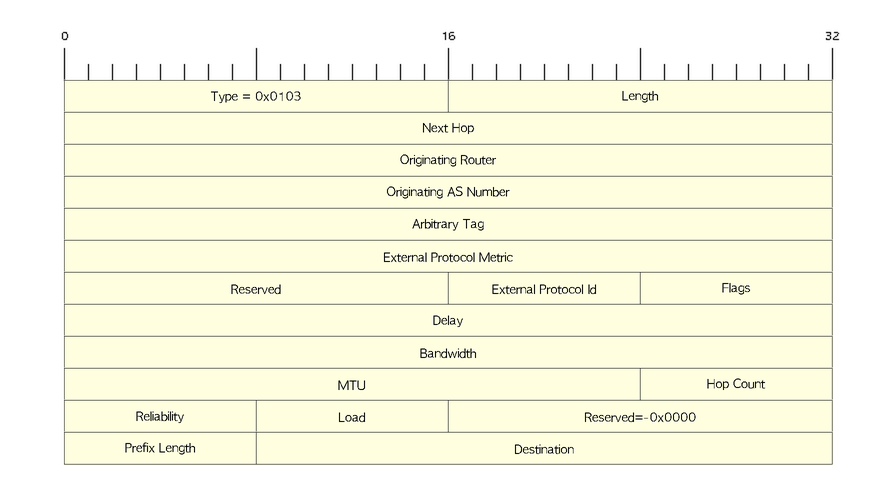 0 16 32
Type = 0x0103 Length
Next Hop
Originating Router
Originating AS Number
Arbitrary Tag
External Protocol Metric
Reserved External Protocol Id Flags
Delay
Bandwidth
MTU Hop Count
Reliability Load Reserved=-0x0000
Prefix Length Destination